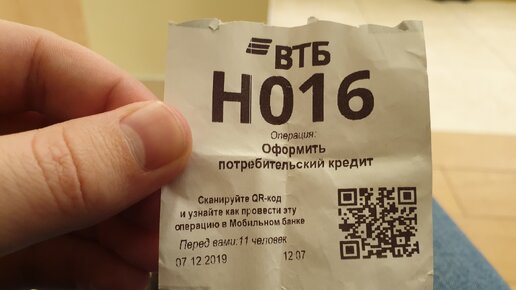 ВТБ
Н016
Операция:
Оформить
потребительский кредит
Сканируйте QR-код
и узнайте как провести эту
операцию в Мобильном банке
Перед вами: 11 человек
07.12.2019 12:07